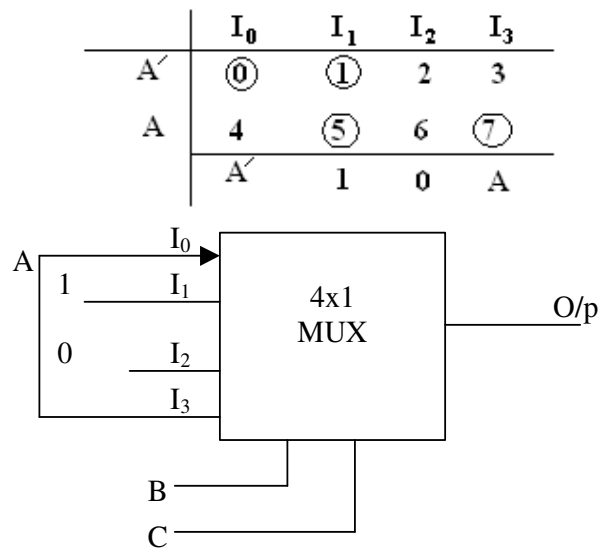 I0 I1 I2 I3
A′ 0 1 2 3
A 4 5 6 7
A′ 1 0 A
A I0
1 I1
4x1
MUX
O/p
0 I2
I3
B
C